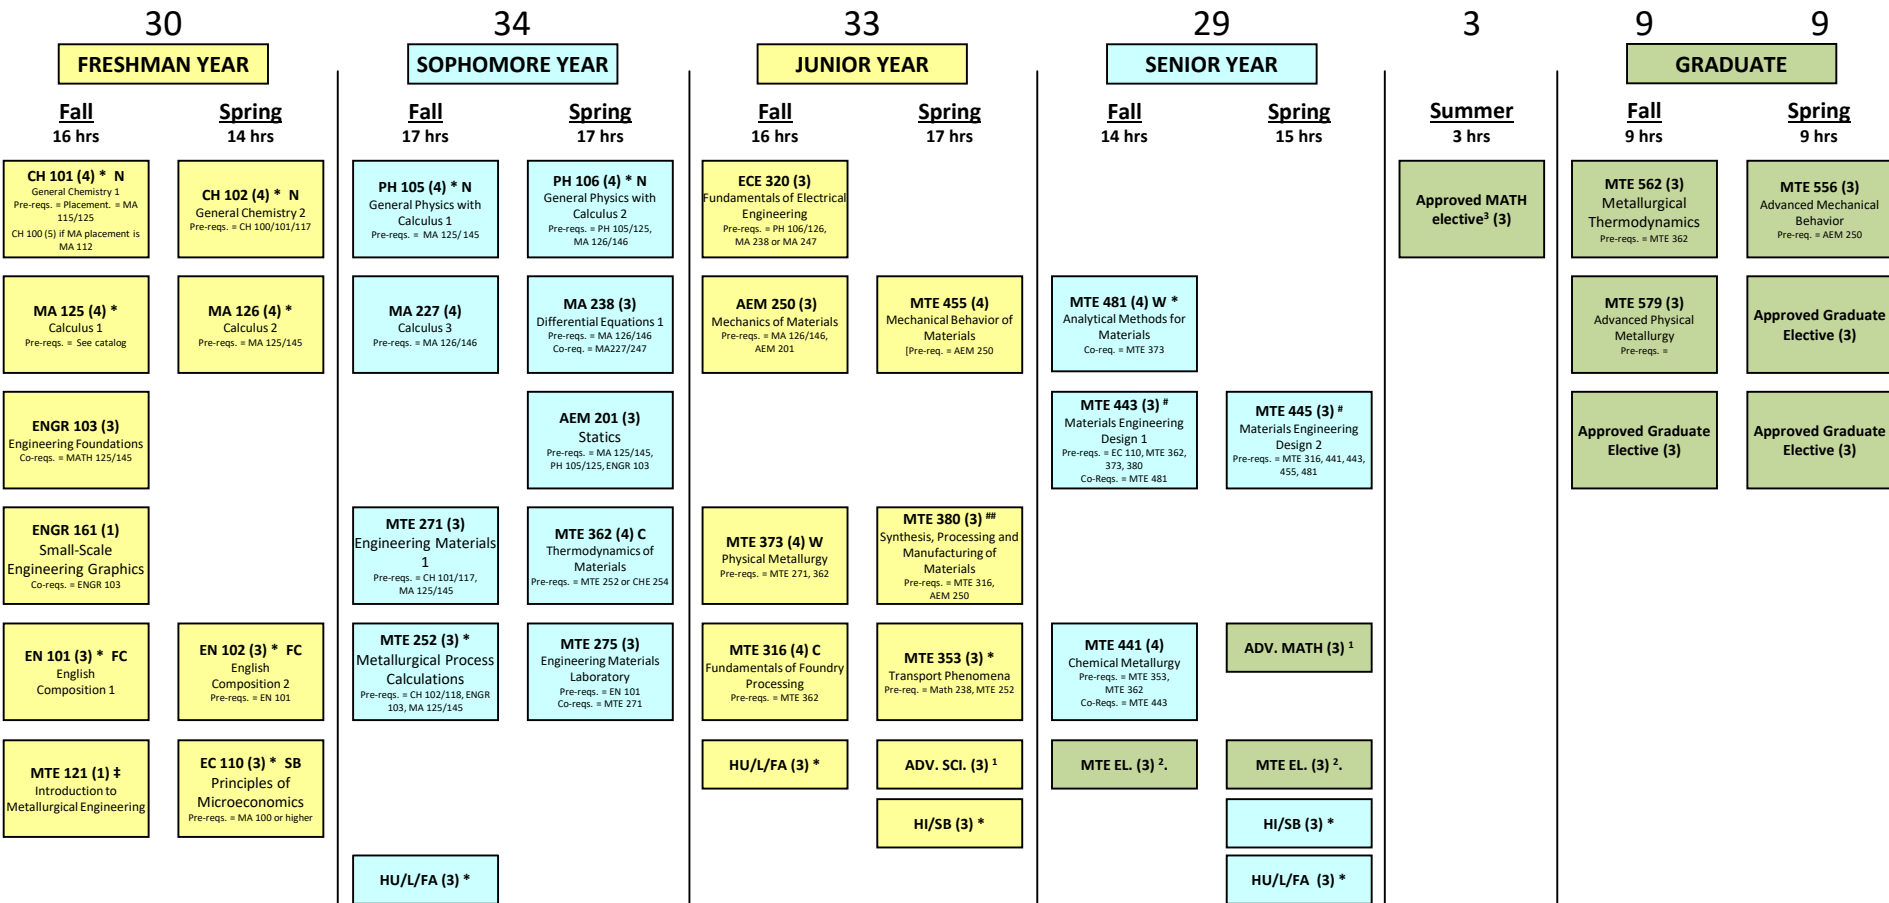 30
34
33
29
3
9
9
FRESHMAN YEAR
SOPHOMORE YEAR
JUNIOR YEAR
SENIOR YEAR
GRADUATE
Fall
16 hrs
Spring
14 hrs
Fall
17 hrs
Spring
17 hrs
Fall
16 hrs
Spring
17 hrs
Fall
14 hrs
Spring
15 hrs
Summer
3 hrs
Fall
9 hrs
Spring
9 hrs
CH 101 (4) * N
General Chemistry 1
Pre-reqs. = Placement. = MA
115/125
CH 100 (5) if MA placement is
MA 112
CH 102 (4) * N
General Chemistry 2
Pre-reqs. = CH 100/101/117
PH 105 (4) * N
General Physics with
Calculus 1
Pre-reqs. = MA 125/ 145
PH 106 (4) * N
General Physics with
Calculus 2
Pre-reqs. = PH 105/125,
MA 126/146
ECE 320 (3)
Fundamentals of Electrical
Engineering
Pre-reqs. = PH 106/126,
MA 238 or MA 247
Approved MATH
elective³ (3)
MTE 562 (3)
Metallurgical
Thermodynamics
Pre-reqs. = MTE 362
MTE 556 (3)
Advanced Mechanical
Behavior
Pre-req. = AEM 250
MA 125 (4) *
Calculus 1
Pre-reqs. = See catalog
MA 126 (4) *
Calculus 2
Pre-reqs. = MA 125/145
MA 227 (4)
Calculus 3
Pre-reqs. = MA 126/146
MA 238 (3)
Differential Equations 1
Pre-reqs. = MA 126/146
Co-req. = MA227/247
AEM 250 (3)
Mechanics of Materials
Pre-reqs. = MA 126/146,
AEM 201
MTE 455 (4)
Mechanical Behavior of
Materials
[Pre-req. = AEM 250
MTE 481 (4) W *
Analytical Methods for
Materials
Co-req. = MTE 373
MTE 579 (3)
Advanced Physical
Metallurgy
Pre-reqs. =
Approved Graduate
Elective (3)
ENGR 103 (3)
Engineering Foundations
Co-reqs. = MATH 125/145
AEM 201 (3)
Statics
Pre-reqs. = MA 125/145,
PH 105/125, ENGR 103
MTE 443 (3) #
Materials Engineering
Design 1
Pre-reqs. = EC 110, MTE 362,
373, 380
Co-Reqs. = MTE 481
MTE 445 (3) #
Materials Engineering
Design 2
Pre-reqs. = MTE 316, 441, 443,
455, 481
Approved Graduate
Elective (3)
Approved Graduate
Elective (3)
ENGR 161 (1)
Small-Scale
Engineering Graphics
Co-reqs. = ENGR 103
MTE 271 (3)
Engineering Materials
1
Pre-reqs. = CH 101/117,
MA 125/145
MTE 362 (4) C
Thermodynamics of
Materials
Pre-reqs. = MTE 252 or CHE 254
MTE 373 (4) W
Physical Metallurgy
Pre-reqs. = MTE 271, 362
MTE 380 (3) ##
Synthesis, Processing and
Manufacturing of
Materials
Pre-reqs. = MTE 316,
AEM 250
EN 101 (3) * FC
English
Composition 1
EN 102 (3) * FC
English
Composition 2
Pre-reqs. = EN 101
MTE 252 (3) *
Metallurgical Process
Calculations
Pre-reqs. = CH 102/118, ENGR
103, MA 125/145
MTE 275 (3)
Engineering Materials
Laboratory
Pre-reqs. = EN 101
Co-reqs. = MTE 271
MTE 316 (4) C
Fundamentals of Foundry
Processing
Pre-reqs. = MTE 362
MTE 353 (3) *
Transport Phenomena
Pre-req. = Math 238, MTE 252
MTE 441 (4)
Chemical Metallurgy
Pre-reqs. = MTE 353,
MTE 362
Co-Reqs. = MTE 443
ADV. MATH (3) ¹
MTE 121 (1) ‡
Introduction to
Metallurgical Engineering
EC 110 (3) * SB
Principles of
Microeconomics
Pre-reqs. = MA 100 or higher
HU/L/FA (3) *
ADV. SCI. (3) ¹
MTE EL. (3) ².
MTE EL. (3) ².
HI/SB (3) *
HI/SB (3) *
HU/L/FA (3) *
HU/L/FA (3) *